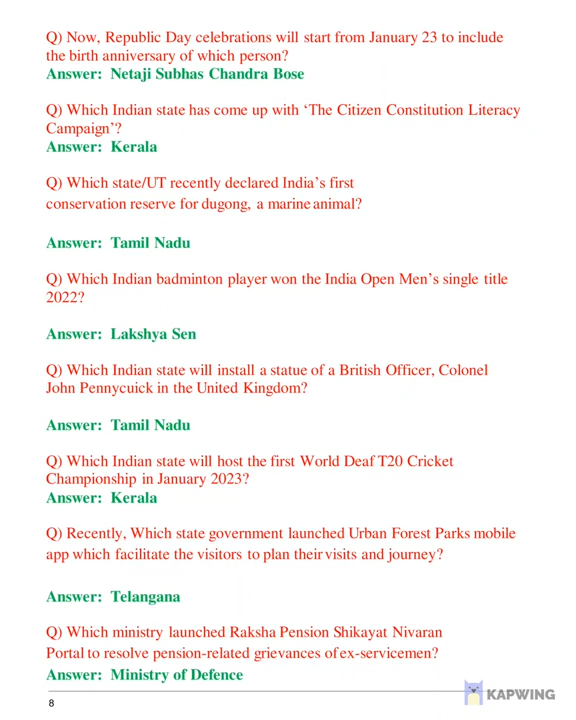 Q) Now, Republic Day celebrations will start from January 23 to include
the birth anniversary of which person?
Answer: Netaji Subhas Chandra Bose
Q) Which Indian state has come up with ‘The Citizen Constitution Literacy
Campaign’?
Answer: Kerala
Q) Which state/UT recently declared India’s first
conservation reserve for dugong, a marine animal?
Answer: Tamil Nadu
Q) Which Indian badminton player won the India Open Men’s single title
2022?
Answer: Lakshya Sen
Q) Which Indian state will install a statue of a British Officer, Colonel
John Pennycuick in the United Kingdom?
Answer: Tamil Nadu
Q) Which Indian state will host the first World Deaf T20 Cricket
Championship in January 2023?
Answer: Kerala
Q) Recently, Which state government launched Urban Forest Parks mobile
app which facilitate the visitors to plan their visits and journey?
Answer: Telangana
Q) Which ministry launched Raksha Pension Shikayat Nivaran
Portal to resolve pension-related grievances of ex-servicemen?
Answer: Ministry of Defence
8
KAPWING